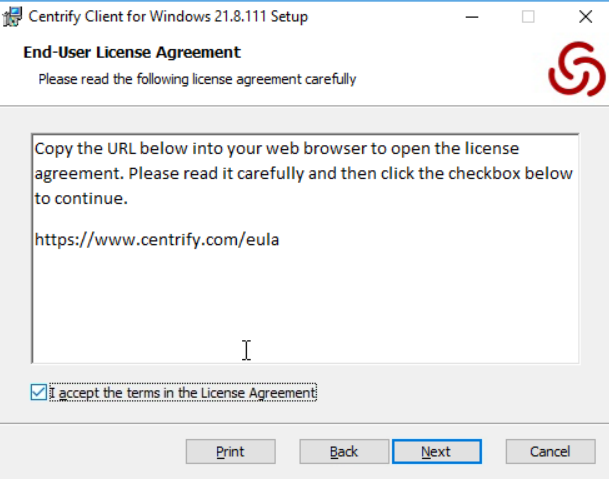 Centrify Client for Windows 21.8.111 Setup
End-User License Agreement
Please read the following license agreement carefully
Copy the URL below into your web browser to open the license
agreement. Please read it carefully and then click the checkbox below
to continue.
https://www.centrify.com/eula
I accept the terms in the License Agreement
Print
Back
Next
Cancel